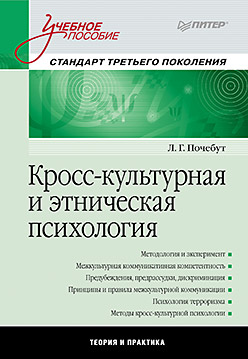 Учебное
пособие
ПИТЕР®
СТАНДАРТ ТРЕТЬЕГО ПОКОЛЕНИЯ
Л. Г. Почебут
Кросс-культурная
и этническая
психология
Методология и эксперимент
Межкультурная коммуникативная компетентность
Предубеждения, предрассудки, дискриминация
Принципы и правила межкультурной коммуникации
Психология терроризма
Методы кросс-культурной психологии
ТЕОРИЯ И ПРАКТИКА